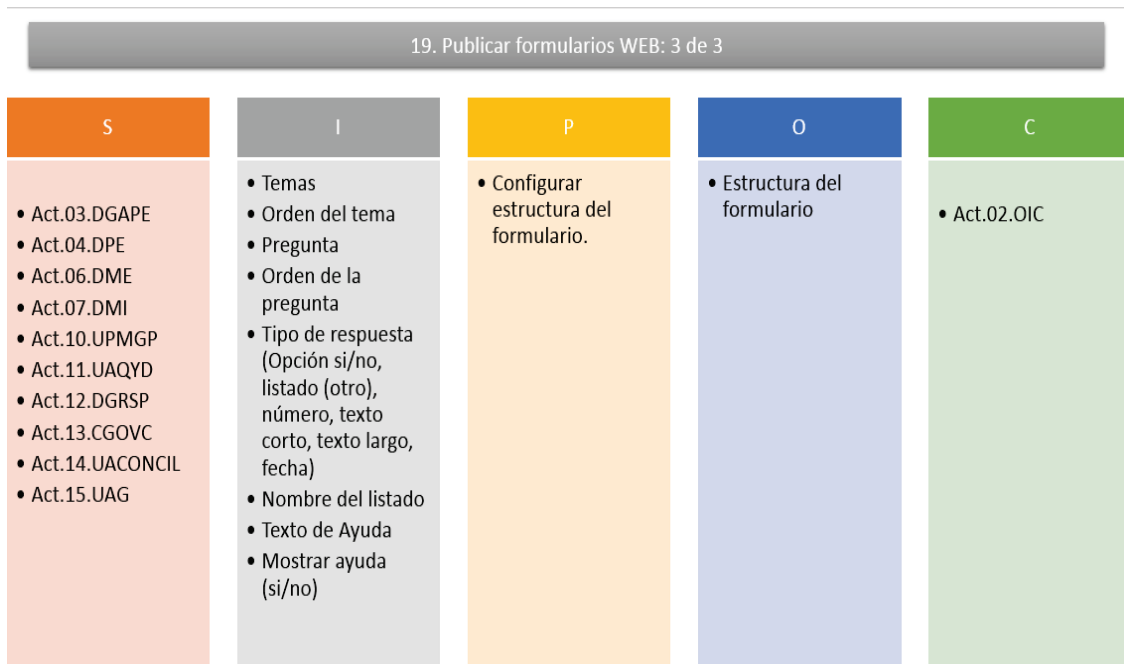 19. Publicar formularios WEB: 3 de 3
S
• Act.03.DGAPE
• Act.04.DPE
• Act.06.DME
• Act.07.DMI
• Act.10.UPMGP
• Act.11.UAQYD
• Act.12.DGRSP
• Act.13.CGOVC
• Act.14.UACONCIL
• Act.15.UAG
I
• Temas
• Orden del tema
• Pregunta
• Orden de la
pregunta
• Tipo de respuesta
(Opción si/no,
listado (otro),
número, texto
corto, texto largo,
fecha)
• Nombre del listado
• Texto de Ayuda
• Mostrar ayuda
(si/no)
P
• Configurar
estructura del
formulario.
O
• Estructura del
formulario
C
• Act.02.OIC